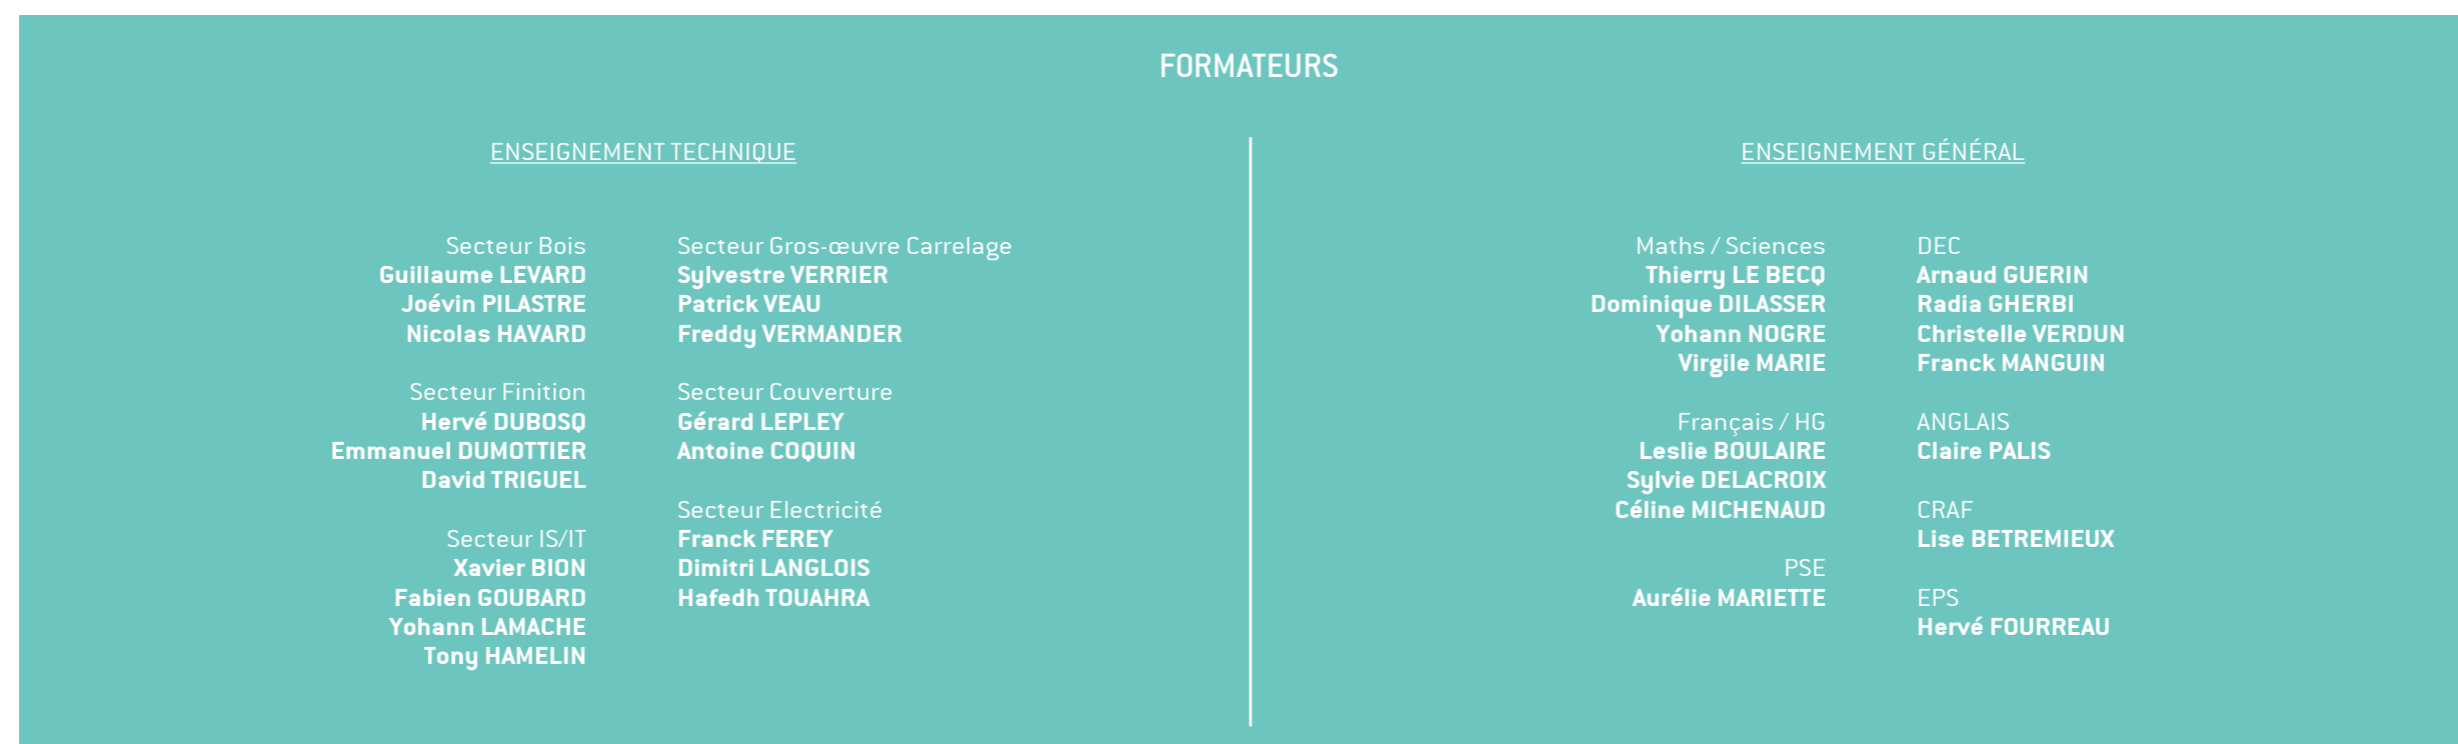 FORMATEURS
ENSEIGNEMENT TECHNIQUE
Secteur Bois
Guillaume LEVARD
Joévin PILASTRE
Nicolas HAVARD
Secteur Finition
Hervé DUBOSQ
Emmanuel DUMOTTIER
David TRIGUEL
Secteur IS/IT
Xavier BION
Fabien GOUBARD
Yohann LAMACHE
Tony HAMELIN
Secteur Gros-œuvre Carrelage
Sylvestre VERRIER
Patrick VEAU
Freddy VERMANDER
Secteur Couverture
Gérard LEPLEY
Antoine COQUIN
Secteur Electricité
Franck FEREY
Dimitri LANGLOIS
Hafedh TOUAHRA
ENSEIGNEMENT GÉNÉRAL
Maths / Sciences
Thierry LE BECQ
Dominique DILASSER
Yohann NOGRE
Virgile MARIE
Français / HG
Leslie BOULAIRE
Sylvie DELACROIX
Céline MICHENAUD
PSE
Aurélie MARIETTE
DEC
Arnaud GUERIN
Radia GHERBI
Christelle VERDUN
Franck MANGUIN
ANGLAIS
Claire PALIS
CRAF
Lise BETREMIEUX
EPS
Hervé FOURREAU